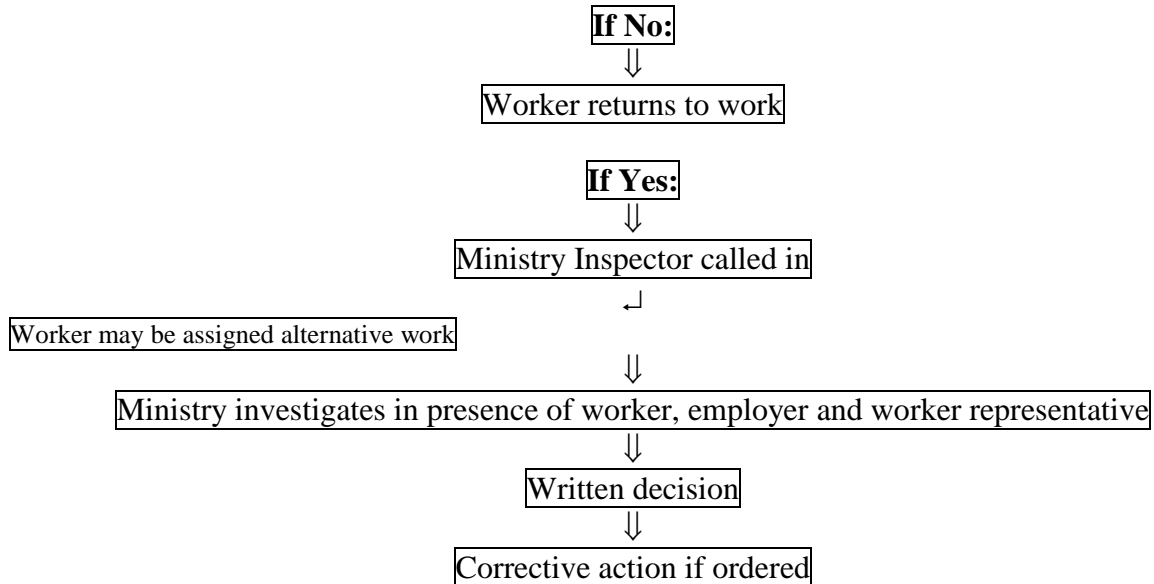 If No:
⇓
Worker returns to work
If Yes:
⇓
Ministry Inspector called in
↵
Worker may be assigned alternative work
⇓
Ministry investigates in presence of worker, employer and worker representative
⇓
Written decision
⇓
Corrective action if ordered